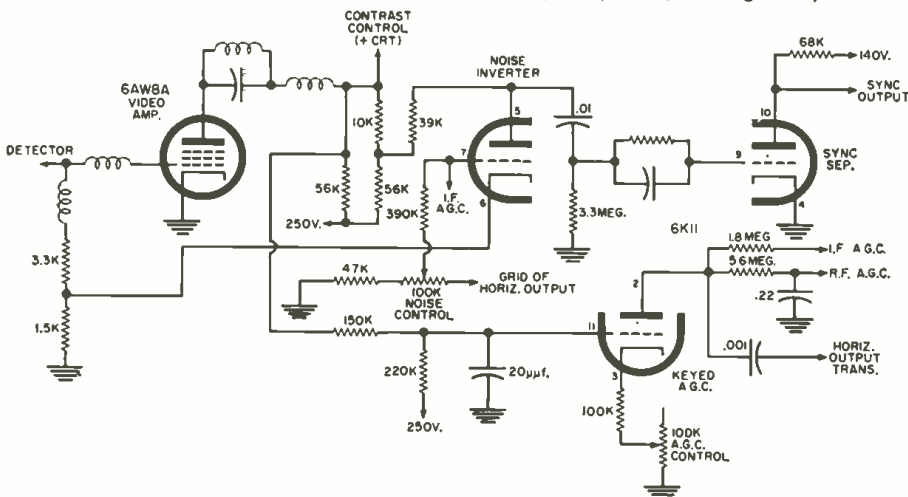 CONTRAST
CONTROL
(+ CRT)
6AW8A
VIDEO
AMP.
NOISE
INVERTER
68K
140V.
SYNC
OUTPUT
DETECTOR
10K
39K
5
.01
10
7
9
SYNC
SEP.
56K
56K
I.F.
A.G.C.
6
4
250V.
390K
3.3 MEG.
6K11
3.3K
47K
100K
NOISE
CONTROL
GRID OF
HORIZ. OUTPUT
1.8 MEG
I.F A.G.C.
5.6 MEG.
R.F. A.G.C.
2
.22
1.5K
150K
11
.001
HORIZ.
OUTPUT
TRANS.
220K
20µµf.
3
KEYED
A.G.C.
250V.
100K
100K
A.G.C.
CONTROL